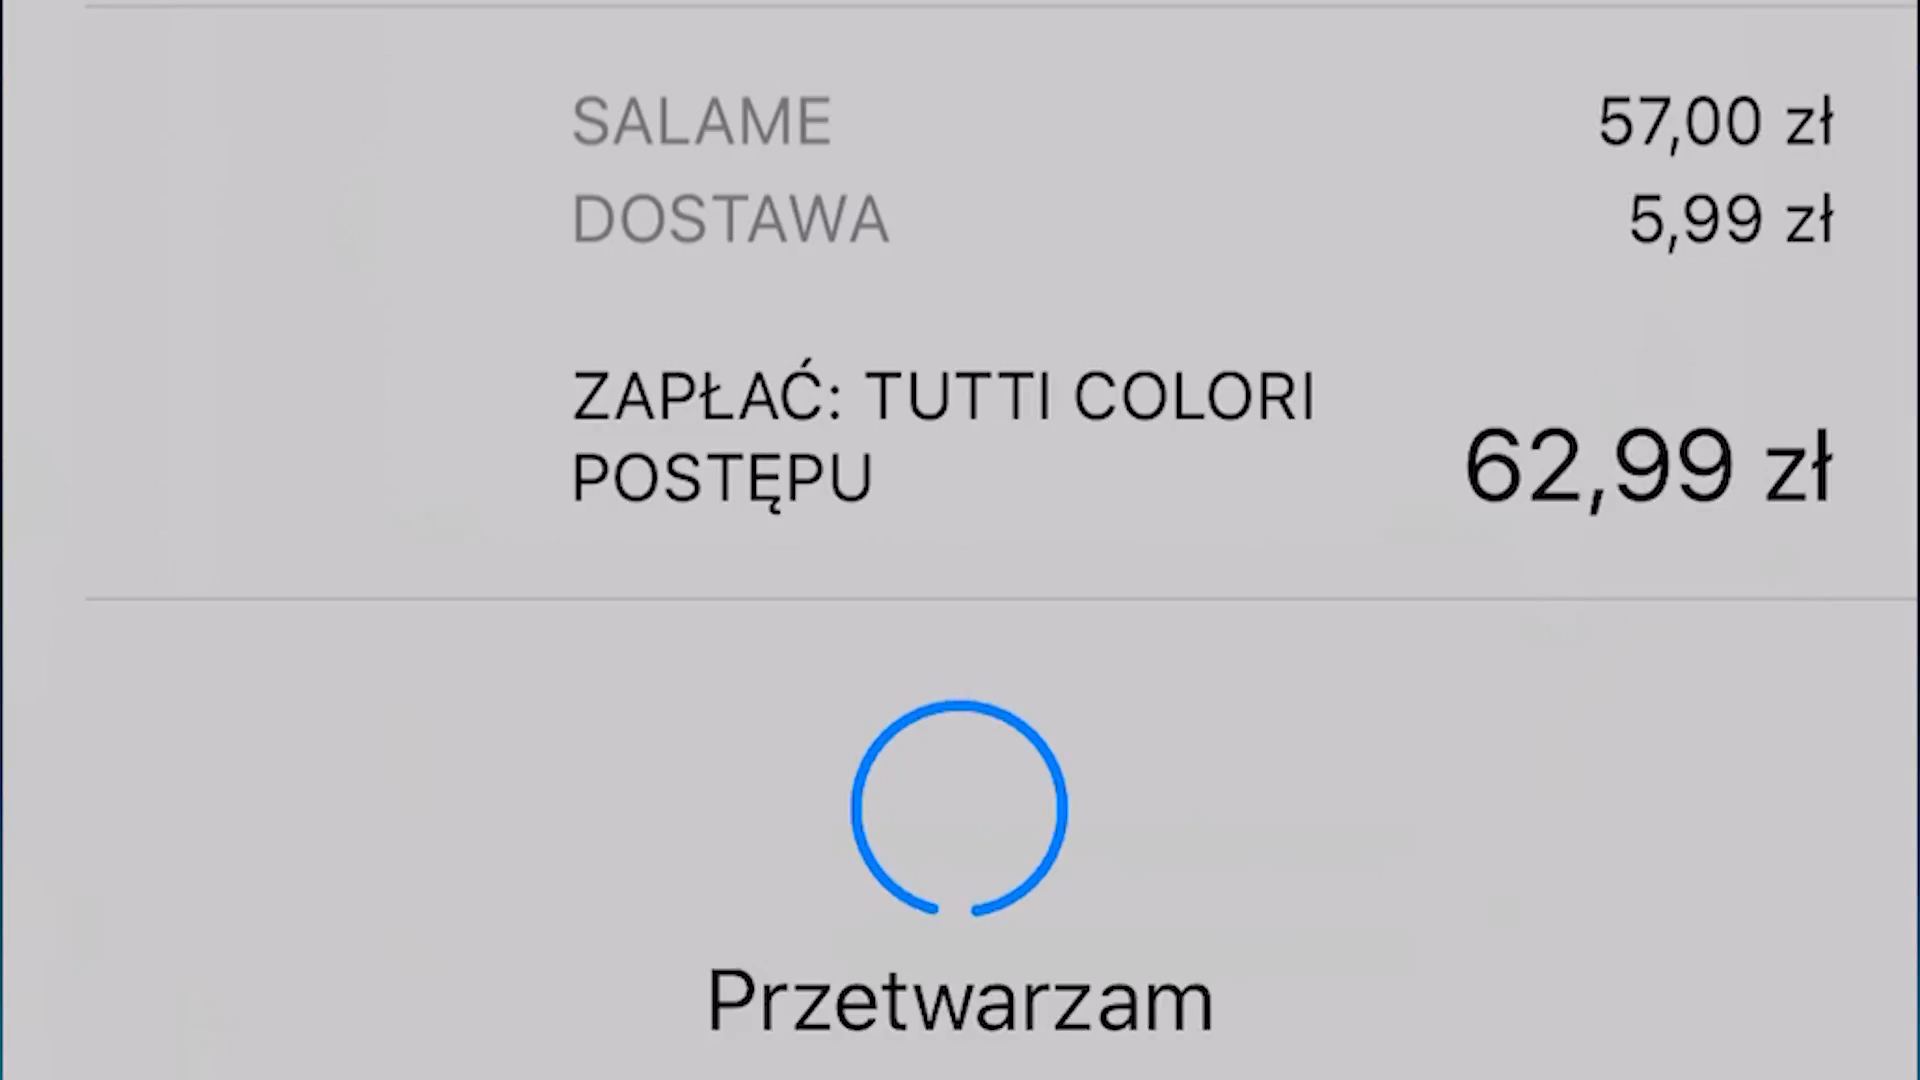 SALAME 57,00 zł
DOSTAWA 5,99 zł
ZAPŁAĆ: TUTTI COLORI
POSTĘPU 62,99 zł
Przetwarzam